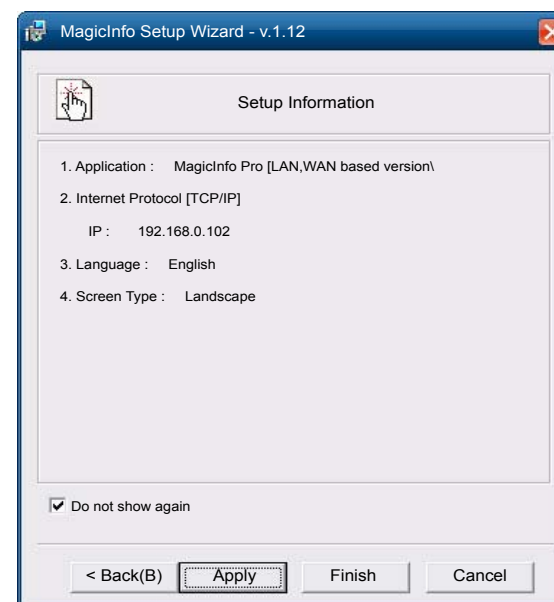 MagicInfo Setup Wizard - v.1.12
Setup Information
1. Application : MagicInfo Pro [LAN,WAN based version\
2. Internet Protocol [TCP/IP]
IP : 192.168.0.102
3. Language : English
4. Screen Type : Landscape
Do not show again
< Back(B) Apply Finish Cancel